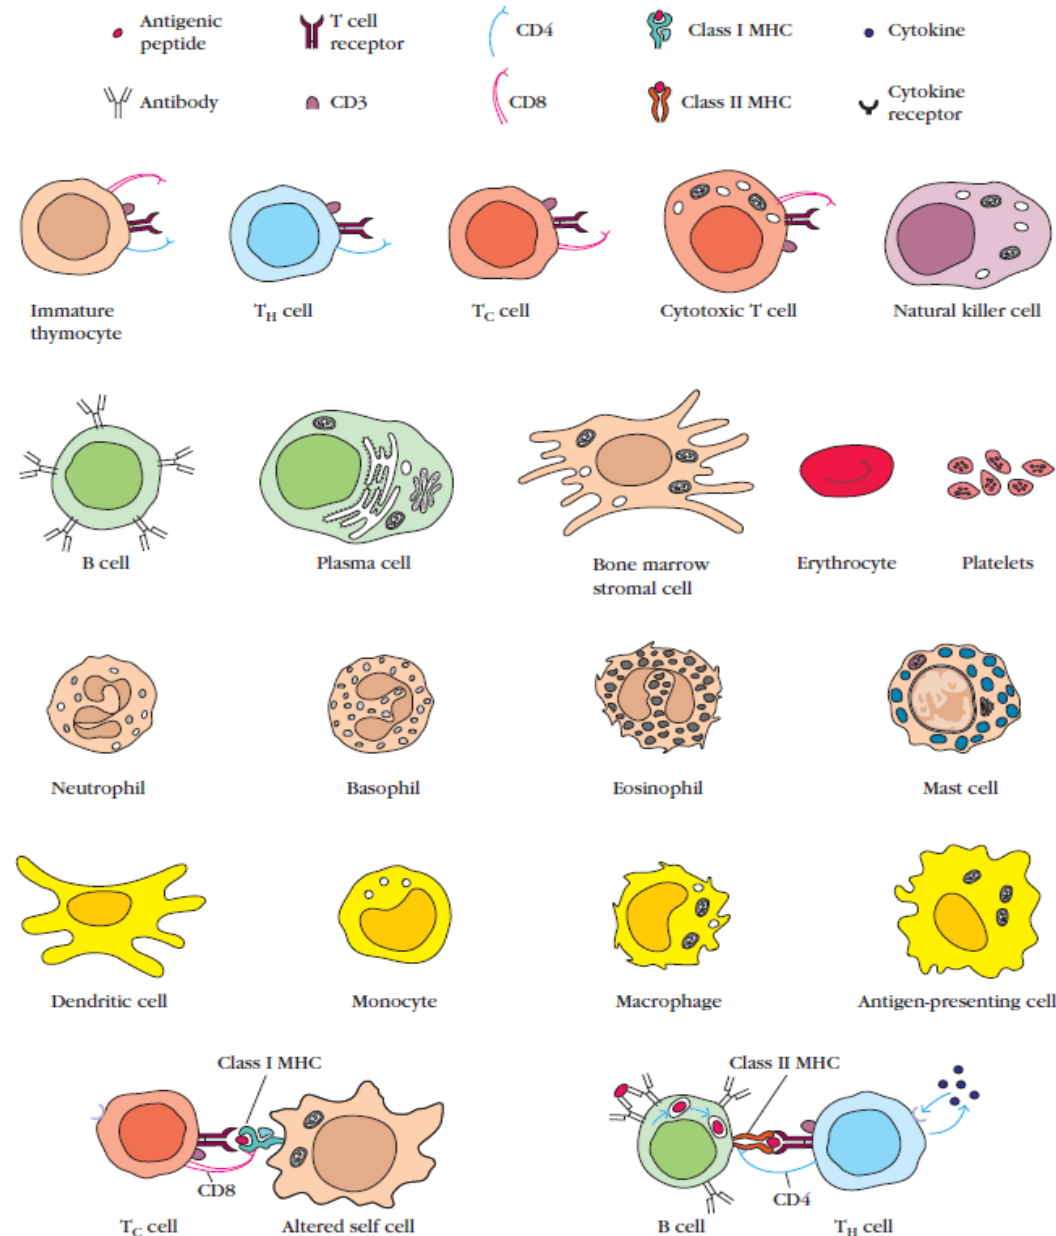 Antigenic
peptide
T cell
receptor
CD4
Class I MHC
Cytokine
Antibody
CD3
CD8
Class II MHC
Cytokine
receptor
Immature
thymocyte
TH cell
TC cell
Cytotoxic T cell
Natural killer cell
B cell
Plasma cell
Bone marrow
stromal cell
Erythrocyte
Platelets
Neutrophil
Basophil
Eosinophil
Mast cell
Dendritic cell
Monocyte
Macrophage
Antigen-presenting cell
Class I MHC
CD8
TC cell
Altered self cell
Class II MHC
CD4
B cell
TH cell